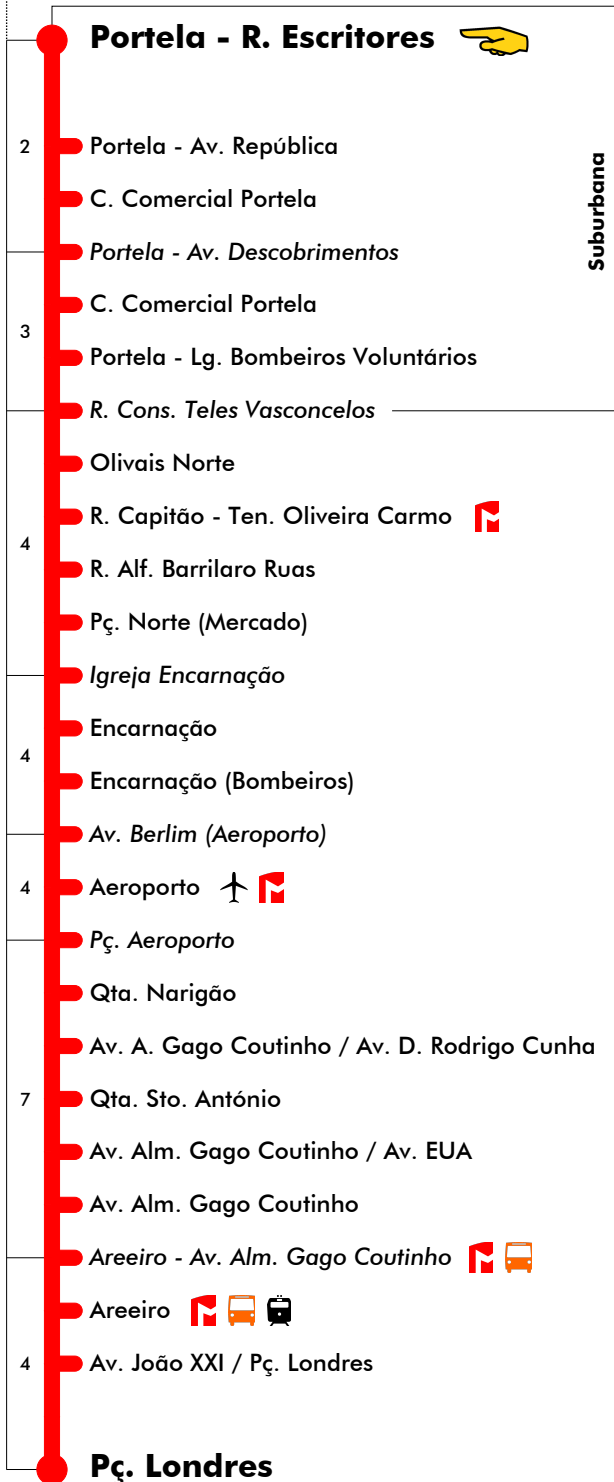 Portela - R. Escritores
Suburbana
2
Portela - Av. República
C. Comercial Portela
Portela - Av. Descobrimentos
C. Comercial Portela
3
Portela - Lg. Bombeiros Voluntários
R. Cons. Teles Vasconcelos
Olivais Norte
R. Capitão - Ten. Oliveira Carmo
4
R. Alf. Barrilaro Ruas
Pç. Norte (Mercado)
Igreja Encarnação
Encarnação
4
Encarnação (Bombeiros)
Av. Berlim (Aeroporto)
4
Aeroporto
Pç. Aeroporto
Qta. Narigão
Av. A. Gago Coutinho / Av. D. Rodrigo Cunha
7
Qta. Sto. António
Av. Alm. Gago Coutinho / Av. EUA
Av. Alm. Gago Coutinho
Areeiro - Av. Alm. Gago Coutinho
Areeiro
4
Av. João XXI / Pç. Londres
Pç. Londres